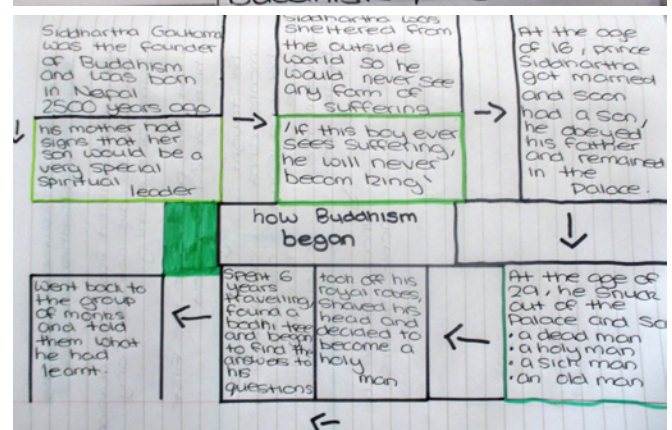 Siddhartha Gautama
was the founder
of Buddhism
and was born
in Nepal
2500 years ago
his mother had
signs that her
son would be a
very special
spiritual
leader
Siddhartha was
sheltered from
the outside
world so he
would never see
any form of
suffering
'if this boy ever
sees suffering,
he will never
becom king'
At the age
of 16, prince
Siddhartha
got married
and soon
had a son,
he obeyed
his father
and remained
in the
palace.
how Buddhism
began
At the age of
29, he snuck
out of the
Palace and
• a dead man
• a holy man
• a sick man
• an old man
took off his
royal robes,
shaved his
head and
decided to
become a
holy
man
Spent 6
years
travelling,
found a
bodhi tree
and began
to find the
answers to
his
questions
Went back to
the group
of monks
and told
them what
he had
learnt.